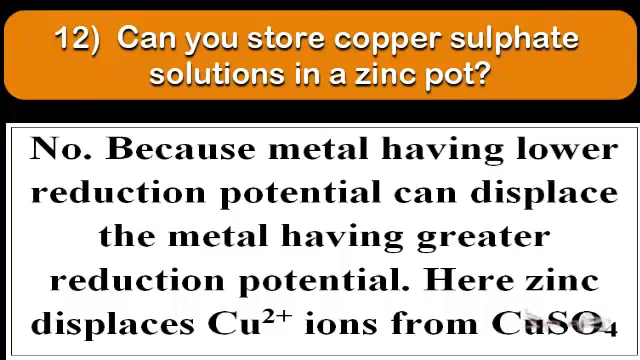 12) Can you store copper sulphate
solutions in a zinc pot?
No. Because metal having lower
reduction potential can displace
the metal having greater
reduction potential. Here zinc
displaces Cu²⁺ ions from CuSO₄